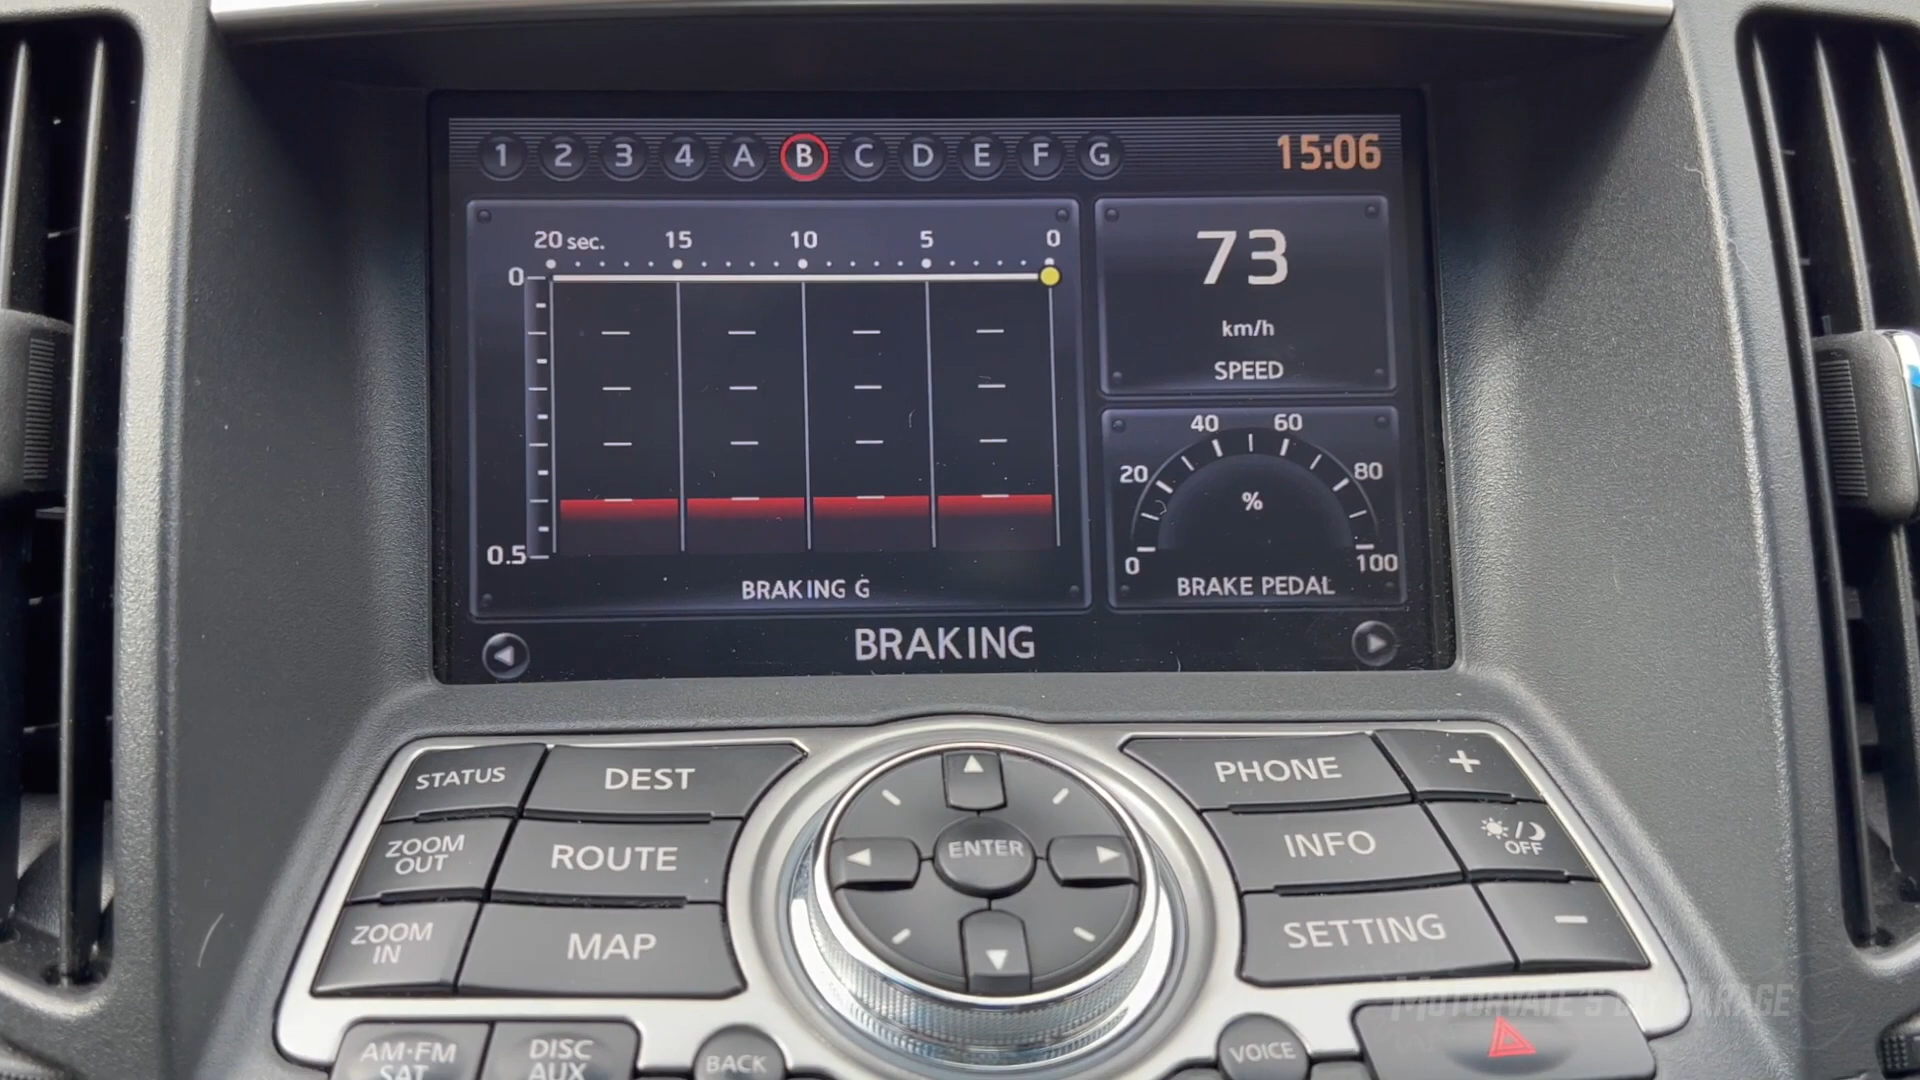 1 2 3 4 A B C D E F G 15:06
20 sec. 15 10 5 0
0
0.5
BRAKING G
73
km/h
SPEED
0 20 40 60 80 100
%
BRAKE PEDAL
BRAKING
STATUS
DEST
ZOOM OUT
ROUTE
ZOOM IN
MAP
ENTER
PHONE
+
INFO
OFF
SETTING
-
AM·FM
SAT
DISC
AUX
BACK
VOICE
GARAGE